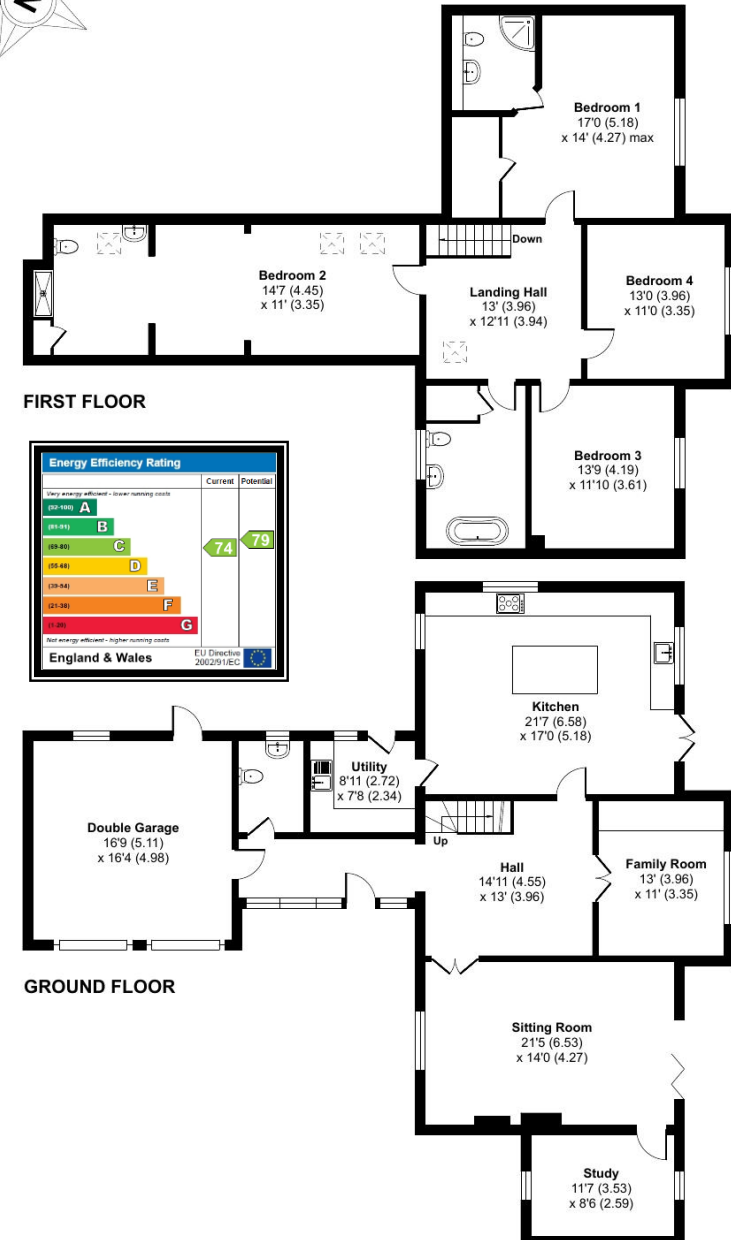 N
Bedroom 1
17'0 (5.18)
x 14' (4.27) max
Down
Bedroom 2
14'7 (4.45)
x 11' (3.35)
Landing Hall
13' (3.96)
x 12'11 (3.94)
Bedroom 4
13'0 (3.96)
x 11'0 (3.35)
FIRST FLOOR
Bedroom 3
13'9 (4.19)
x 11'10 (3.61)
Energy Efficiency Rating
Current Potential
Very energy efficient - lower running costs
(92-100) A
(81-91) B
(69-80) C
(55-68) D
(39-54) E
(21-38) F
(1-20) G
74
79
Not energy efficient - higher running costs
England & Wales
EU Directive
2002/91/EC
Kitchen
21'7 (6.58)
x 17'0 (5.18)
Utility
8'11 (2.72)
x 7'8 (2.34)
Double Garage
16'9 (5.11)
x 16'4 (4.98)
Up
Hall
14'11 (4.55)
x 13' (3.96)
Family Room
13' (3.96)
x 11' (3.35)
GROUND FLOOR
Sitting Room
21'5 (6.53)
x 14'0 (4.27)
Study
11'7 (3.53)
x 8'6 (2.59)